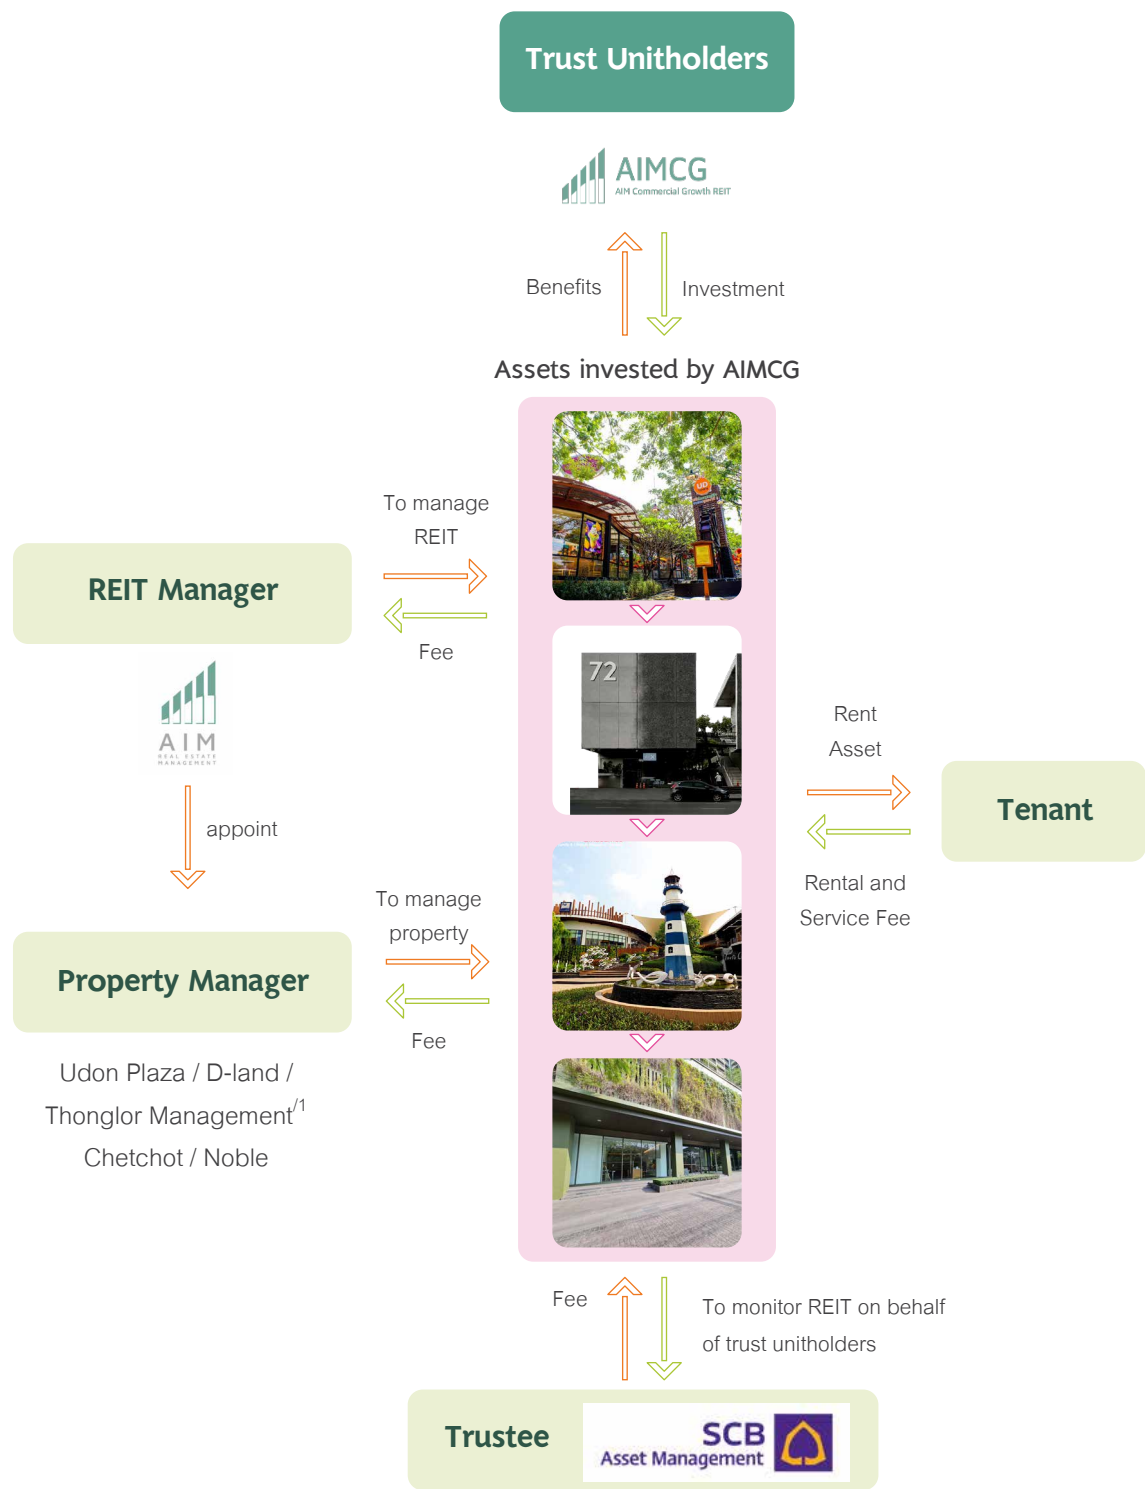 Trust Unitholders
AIMCG
AIM Commercial Growth REIT
Benefits
Investment
Assets invested by AIMCG
To manage
REIT
UD
REIT Manager
Fee
AIM
REAL ESTATE
MANAGEMENT
72
Rent
Asset
Tenant
appoint
Rental and
Service Fee
To manage
property
Property Manager
Fee
Udon Plaza / D-land /
Thonglor Management/1
Chetchot / Noble
Fee
To monitor REIT on behalf
of trust unitholders
Trustee
SCB
Asset Management